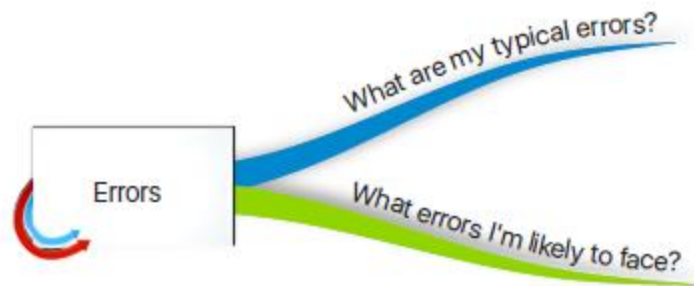 What are my typical errors?
Errors
What errors I'm likely to face?